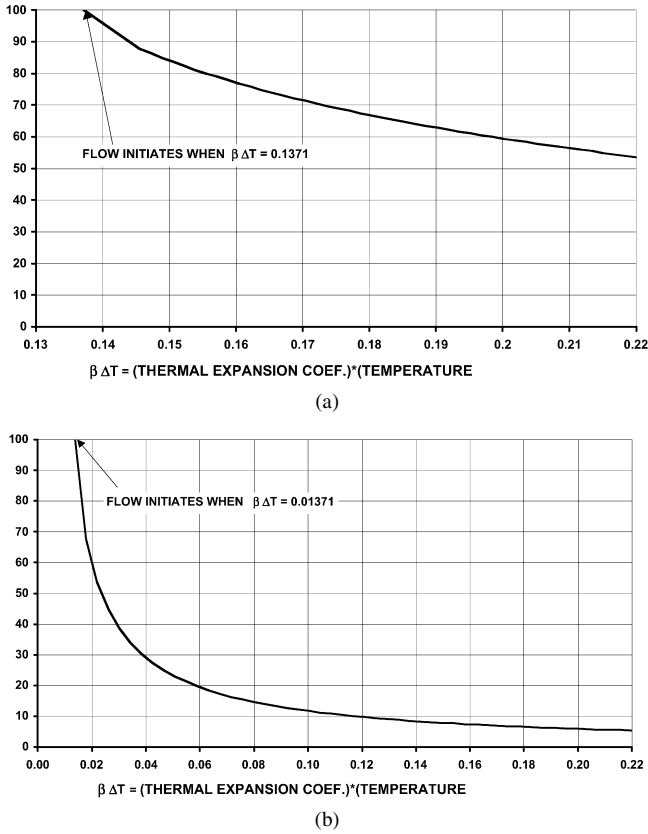 100
90
80
70
60
50
40
30
20
10
0
FLOW INITIATES WHEN β ΔT = 0.1371
0.13 0.14 0.15 0.16 0.17 0.18 0.19 0.2 0.21 0.22
β ΔT = (THERMAL EXPANSION COEF.)*(TEMPERATURE
(a)
100
90
80
70
60
50
40
30
20
10
0
FLOW INITIATES WHEN β ΔT = 0.01371
0.00 0.02 0.04 0.06 0.08 0.10 0.12 0.14 0.16 0.18 0.20 0.22
β ΔT = (THERMAL EXPANSION COEF.)*(TEMPERATURE
(b)